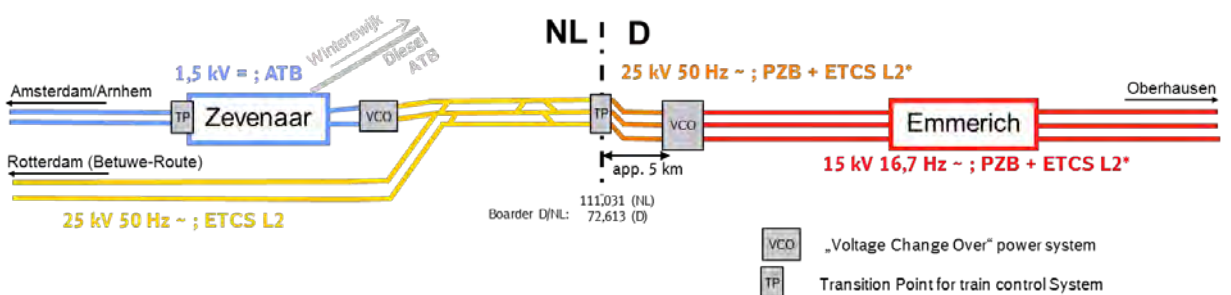 NL D
Winterswijk
Diesel
ATB
1,5 kV = ; ATB
25 kV 50 Hz ~ ; PZB + ETCS L2*
Amsterdam/Arnhem
Oberhausen
TP
Zevenaar
VCO
TP
VCO
Emmerich
Rotterdam (Betuwe-Route)
app. 5 km
15 kV 16,7 Hz ~ ; PZB + ETCS L2*
25 kV 50 Hz ~ ; ETCS L2
111,031 (NL)
Boarder D/NL: 72,613 (D)
VCO „Voltage Change Over“ power system
TP Transition Point for train control System